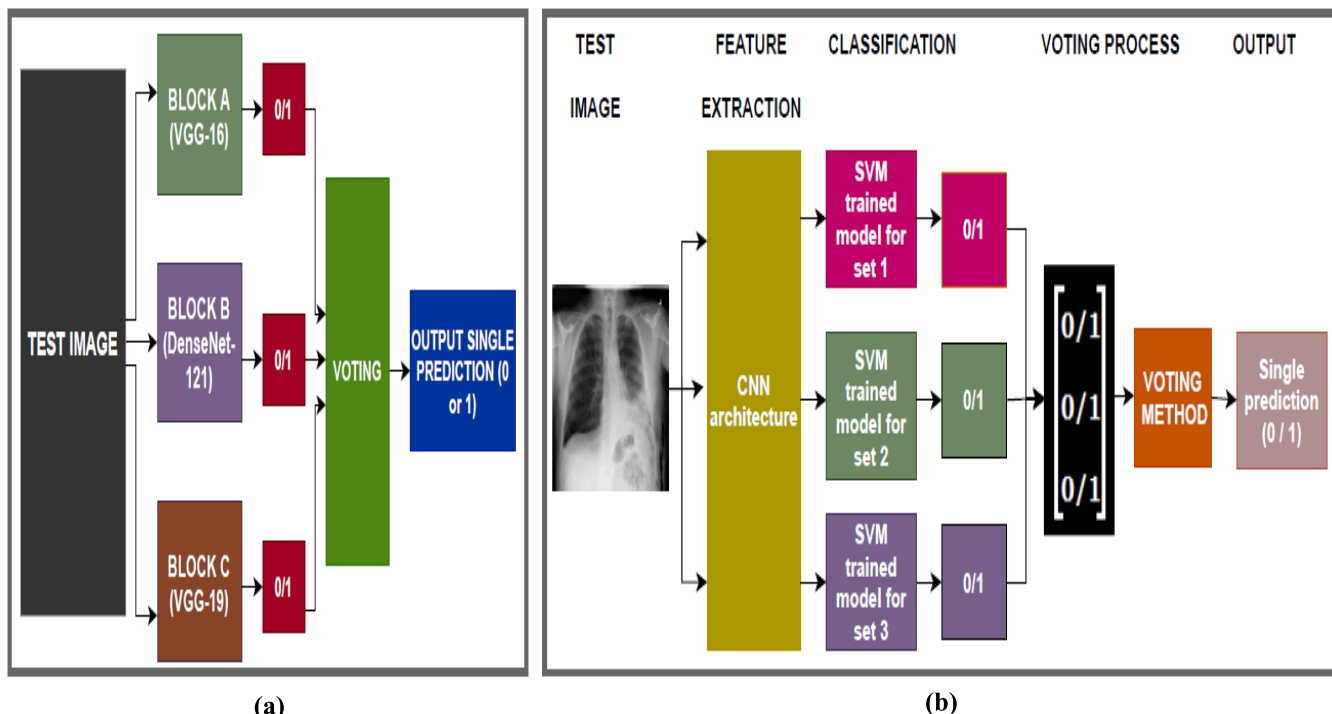 TEST IMAGE
BLOCK A
(VGG-16)
0/1
BLOCK B
(DenseNet-
121)
0/1
BLOCK C
(VGG-19)
0/1
VOTING
OUTPUT SINGLE
PREDICTION (0
or 1)
(a)
TEST
IMAGE
FEATURE
EXTRACTION
CLASSIFICATION
VOTING PROCESS
OUTPUT
CNN
architecture
SVM
trained
model for
set 1
0/1
SVM
trained
model for
set 2
0/1
SVM
trained
model for
set 3
0/1
0/1
0/1
0/1
VOTING
METHOD
Single
prediction
(0 / 1)
(b)